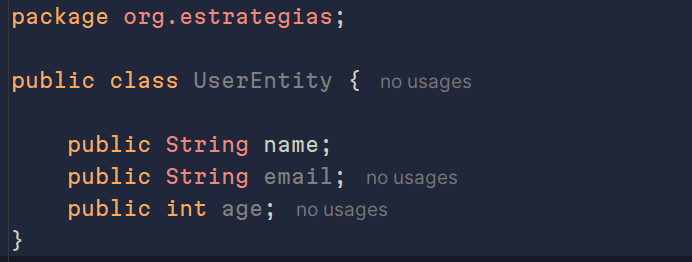 package org.estrategias;
public class UserEntity { no usages
public String name;
public String email; no usages
public int age; no usages
}